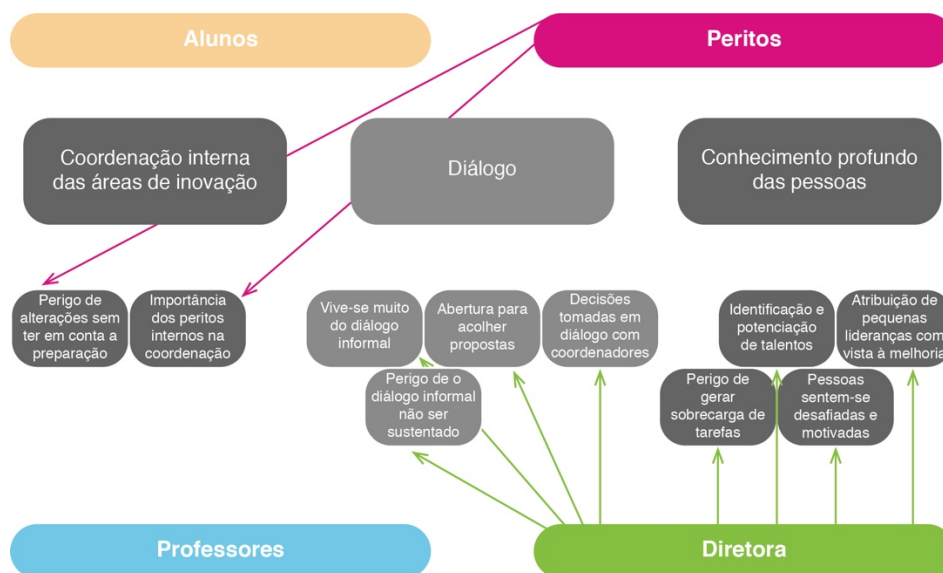 Alunos
Peritos
Coordenação interna
das áreas de inovação
Diálogo
Conhecimento profundo
das pessoas
Perigo de
alterações sem
ter em conta a
preparação
Importância
dos peritos
internos na
coordenação
Vive-se muito
do diálogo
informal
Abertura para
acolher
propostas
Decisões
tomadas em
diálogo com
coordenadores
Identificação e
potenciação
de talentos
Atribuição de
pequenas
lideranças com
vista à melhoria
Perigo de o
diálogo informal
não ser
sustentado
Perigo de
gerar
sobrecarga de
tarefas
Pessoas
sentem-se
desafiadas e
motivadas
Professores
Diretora